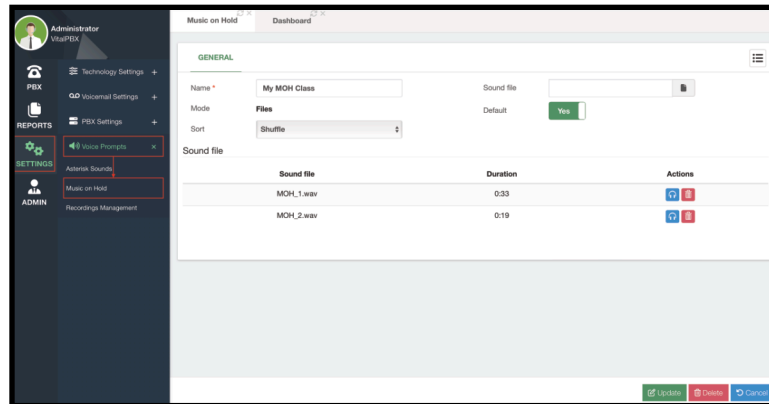 Administrator
VitalPBX
PBX
REPORTS
SETTINGS
ADMIN
Technology Settings +
Voicemail Settings +
PBX Settings +
Voice Prompts ×
Asterisk Sounds
Music on Hold
Recordings Management
Music on Hold
Dashboard
GENERAL
Name * My MOH Class Sound file
Mode Files Default Yes
Sort Shuffle
Sound file
Sound file Duration Actions
MOH_1.wav 0:33
MOH_2.wav 0:19
Update Delete Cancel